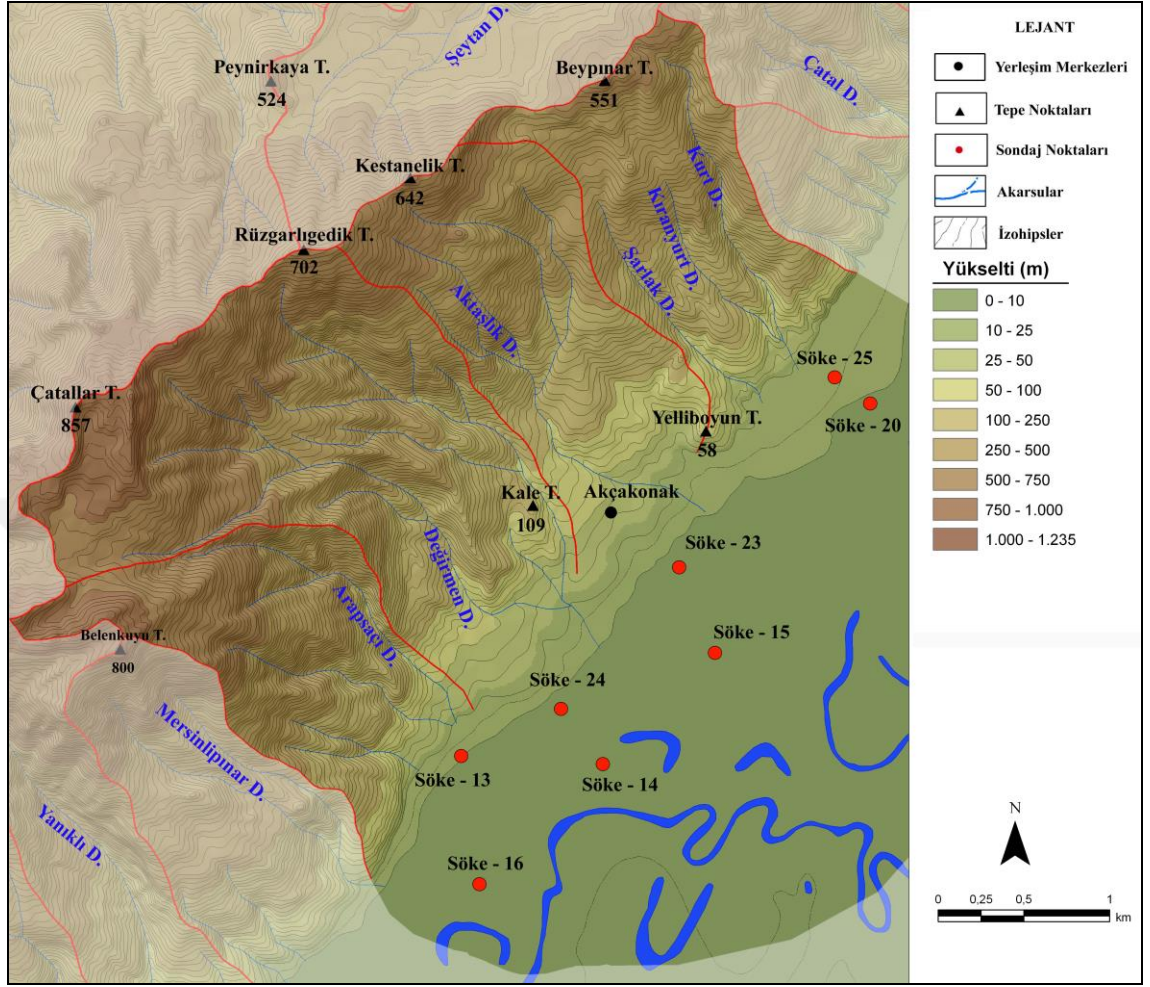 Şeytan D.
Peynirkaya T.
524
Beypınar T.
551
Çatal D.
Kestanelik T.
642
Kurt D.
Kıranyurt D.
Şarlak D.
Rüzgarlıgedik T.
702
Aktaşlık D.
Çatallar T.
857
Söke - 25
Söke - 20
Yelliboyun T.
58
Kale T.
109
Akçakonak
Değirmen D.
Söke - 23
Arapsaçı D.
Belenkuyu T.
800
Söke - 15
Söke - 24
Mersinlipınar D.
Söke - 13
Söke - 14
Yanıklı D.
Söke - 16
LEJANT
Yerleşim Merkezleri
Tepe Noktaları
Sondaj Noktaları
Akarsular
İzohipsler
Yükselti (m)
0 - 10
10 - 25
25 - 50
50 - 100
100 - 250
250 - 500
500 - 750
750 - 1.000
1.000 - 1.235
N
0 0,25 0,5 1
km